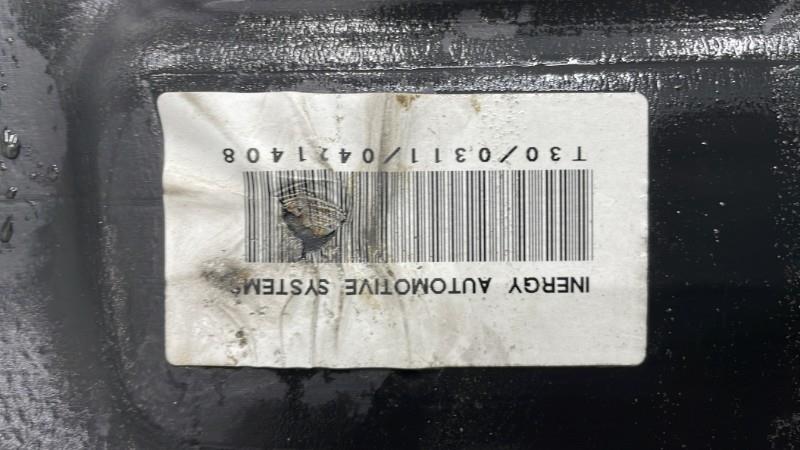 INERGY AUTOMOTIVE SYSTEMS
T30/0311/0421408